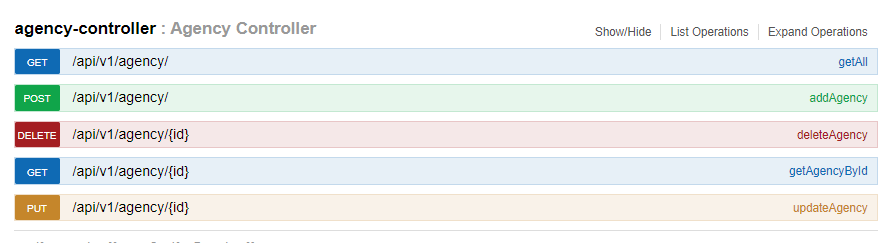 agency-controller : Agency Controller
Show/Hide List Operations Expand Operations
GET /api/v1/agency/ getAll
POST /api/v1/agency/ addAgency
DELETE /api/v1/agency/{id} deleteAgency
GET /api/v1/agency/{id} getAgencyById
PUT /api/v1/agency/{id} updateAgency